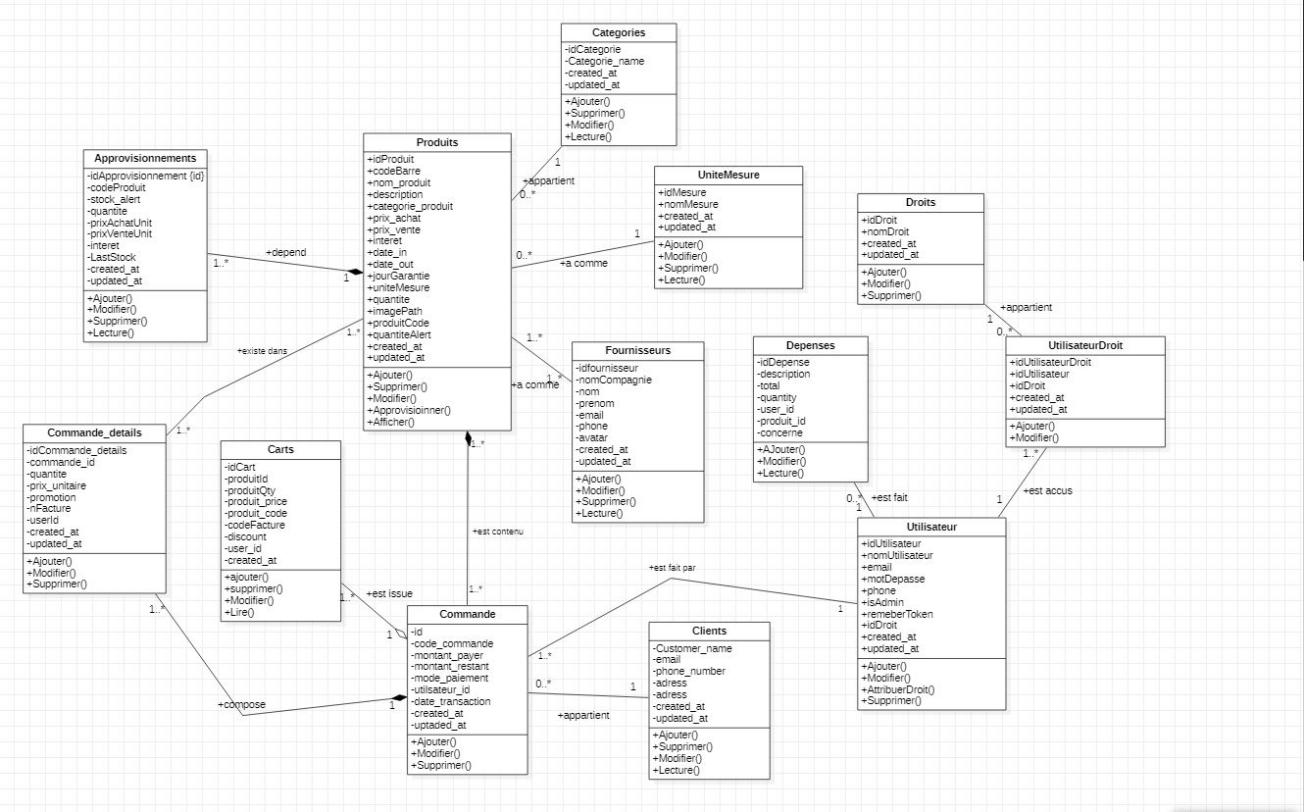 Categories
-idCategorie
-Categorie_name
-created_at
-updated_at
+Ajouter()
+Supprimer()
+Modifier()
+Lecture()
1
+appartient
0..*
Produits
+idProduit
+codeBarre
+nom_produit
+description
+categorie_produit
+prix_achat
+prix_vente
+interet
+date_in
+date_out
+jourGarantie
+uniteMesure
+quantite
+imagePath
+produitCode
+quantiteAlert
+created_at
+updated_at
+Ajouter()
+Supprimer()
+Modifier()
+Approvisioinner()
+Afficher()
Approvisionnements
-idApprovisionnement {id}
-codeProduit
-stock_alert
-quantite
-prixAchatUnit
-prixVenteUnit
-interet
-LastStock
-created_at
-updated_at
+Ajouter()
+Modifier()
+Supprimer()
+Lecture()
+depend
1..*
1
UniteMesure
+idMesure
+nomMesure
+created_at
+updated_at
+Ajouter()
+Modifier()
+Supprimer()
+Lecture()
1
0..*
+a comme
Droits
+idDroit
+nomDroit
+created_at
+updated_at
+Ajouter()
+Modifier()
+Supprimer()
+appartient
1
0..*
UtilisateurDroit
+idUtilisateurDroit
+idUtilisateur
+idDroit
+created_at
+updated_at
+Ajouter()
+Modifier()
1..*
+est accus
1
Depenses
-idDepense
-description
-total
-quantity
-user_id
-produit_id
-concerne
+AJouter()
+Modifier()
+Lecture()
0..*
+est fait
1
Fournisseurs
-idfournisseur
-nomCompagnie
-nom
-prenom
-email
-phone
-avatar
-created_at
-updated_at
+Ajouter()
+Modifier()
+Supprimer()
+Lecture()
1..*
1..*
+a comme
1..*
+existe dans
1..*
Commande_details
-idCommande_details
-commande_id
-quantite
-prix_unitaire
-promotion
-nFacture
-userId
-created_at
-updated_at
+Ajouter()
+Modifier()
+Supprimer()
1..*
+compose
1
Carts
-idCart
-produitId
-produitQty
-produit_price
-produit_code
-codeFacture
-discount
-user_id
-created_at
+ajouter()
+supprimer()
+Modifier()
+Lire()
1..*
+est issue
1
1..*
+est contenu
1..*
Commande
-id
-code_commande
-montant_payer
-montant_restant
-mode_paiement
-utilsateur_id
-date_transaction
-created_at
-uptaded_at
+Ajouter()
+Modifier()
+Supprimer()
+est fait par
1..*
1
0..*
1
+appartient
Clients
-Customer_name
-email
-phone_number
-adress
-adress
-created_at
-updated_at
+Ajouter()
+Supprimer()
+Modifier()
+Lecture()
Utilisateur
+idUtilisateur
+nomUtilisateur
+email
+motDepasse
+phone
+isAdmin
+remeberToken
+idDroit
+created_at
+updated_at
+Ajouter()
+Modifier()
+AttribuerDroit()
+Supprimer()